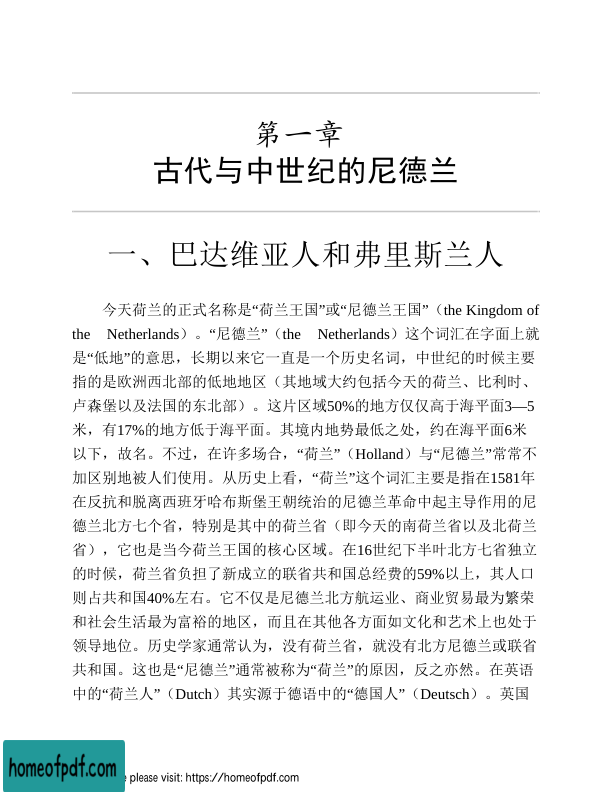 第一章
古代与中世纪的尼德兰
一、巴达维亚人和弗里斯兰人
今天荷兰的正式名称是“荷兰王国”或“尼德兰王国”（the Kingdom of
the Netherlands）。“尼德兰”（the Netherlands）这个词汇在字面上就
是“低地”的意思，长期以来它一直是一个历史名词，中世纪的时候主要
指的是欧洲西北部的低地地区（其地域大约包括今天的荷兰、比利时、
卢森堡以及法国的东北部）。这片区域50%的地方仅仅高于海平面3—5
米，有17%的地方低于海平面。其境内地势最低之处，约在海平面6米
以下，故名。不过，在许多场合，“荷兰”（Holland）与“尼德兰”常常不
加区别地被人们使用。从历史上看，“荷兰”这个词汇主要是指在1581年
在反抗和脱离西班牙哈布斯堡王朝统治的尼德兰革命中起主导作用的尼
德兰北方七个省，特别是其中的荷兰省（即今天的南荷兰省以及北荷兰
省），它也是当今荷兰王国的核心区域。在16世纪下半叶北方七省独立
的时候，荷兰省负担了新成立的联省共和国总经费的59%以上，其人口
则占共和国40%左右。它不仅是尼德兰北方航运业、商业贸易最为繁荣
和社会生活最为富裕的地区，而且在其他各方面如文化和艺术上也处于
领导地位。历史学家通常认为，没有荷兰省，就没有北方尼德兰或联省
共和国。这也是“尼德兰”通常被称为“荷兰”的原因，反之亦然。在英语
中的“荷兰人”（Dutch）其实源于德语中的“德国人”（Deutsch）。英国
homeofpdf.com
please visit: https://homeofpdf.com